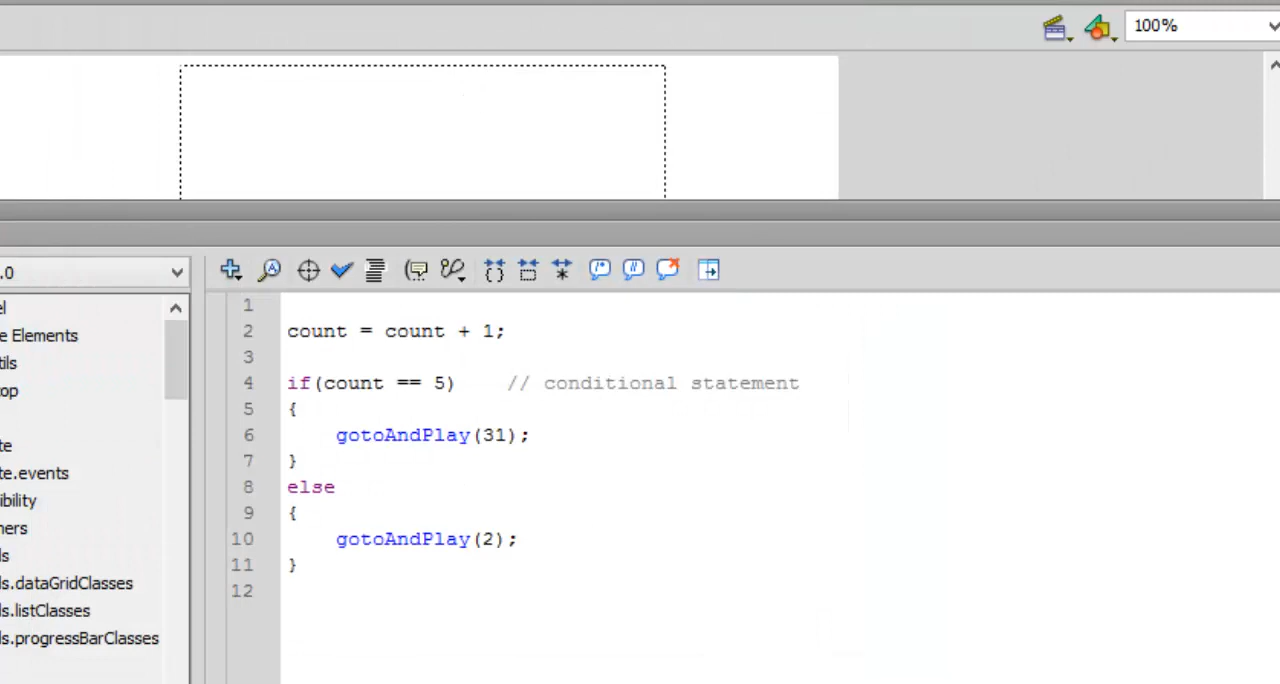 100%
.0
el
e Elements
tils
op
te
te.events
ibility
ners
ls
ls.dataGridClasses
ls.listClasses
ls.progressBarClasses
1
2 count = count + 1;
3
4 if(count == 5) // conditional statement
5 {
6 gotoAndPlay(31);
7 }
8 else
9 {
10 gotoAndPlay(2);
11 }
12